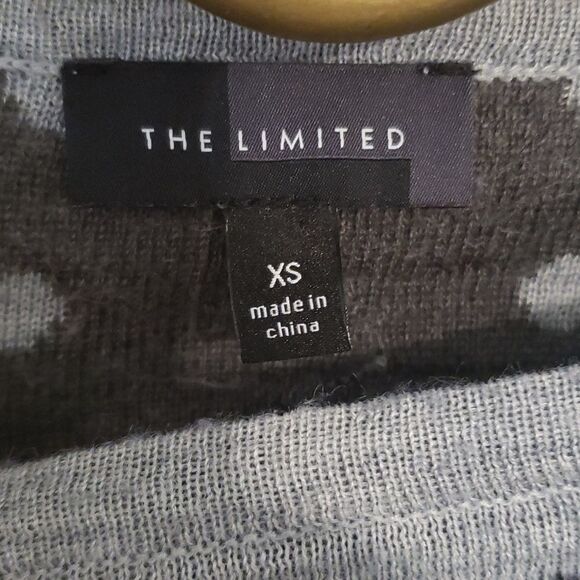 THE LIMITED
XS
made in
china